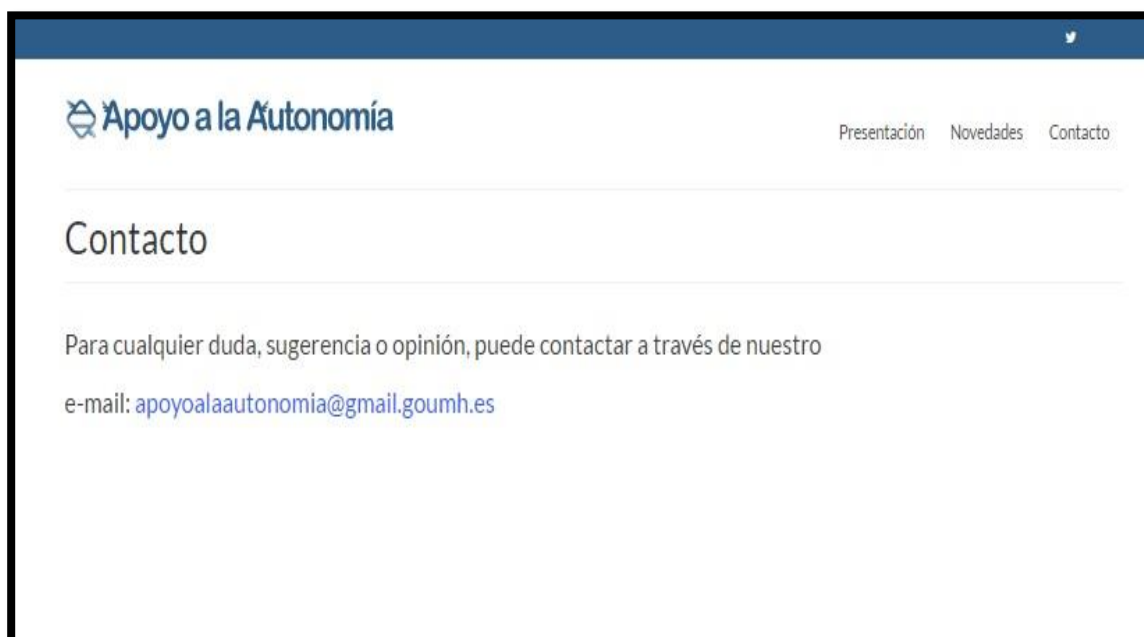 Apoyo a la Autonomía
Presentación Novedades Contacto
Contacto
Para cualquier duda, sugerencia o opinión, puede contactar a través de nuestro
e-mail: apoyoalaautonomia@gmail.goumh.es